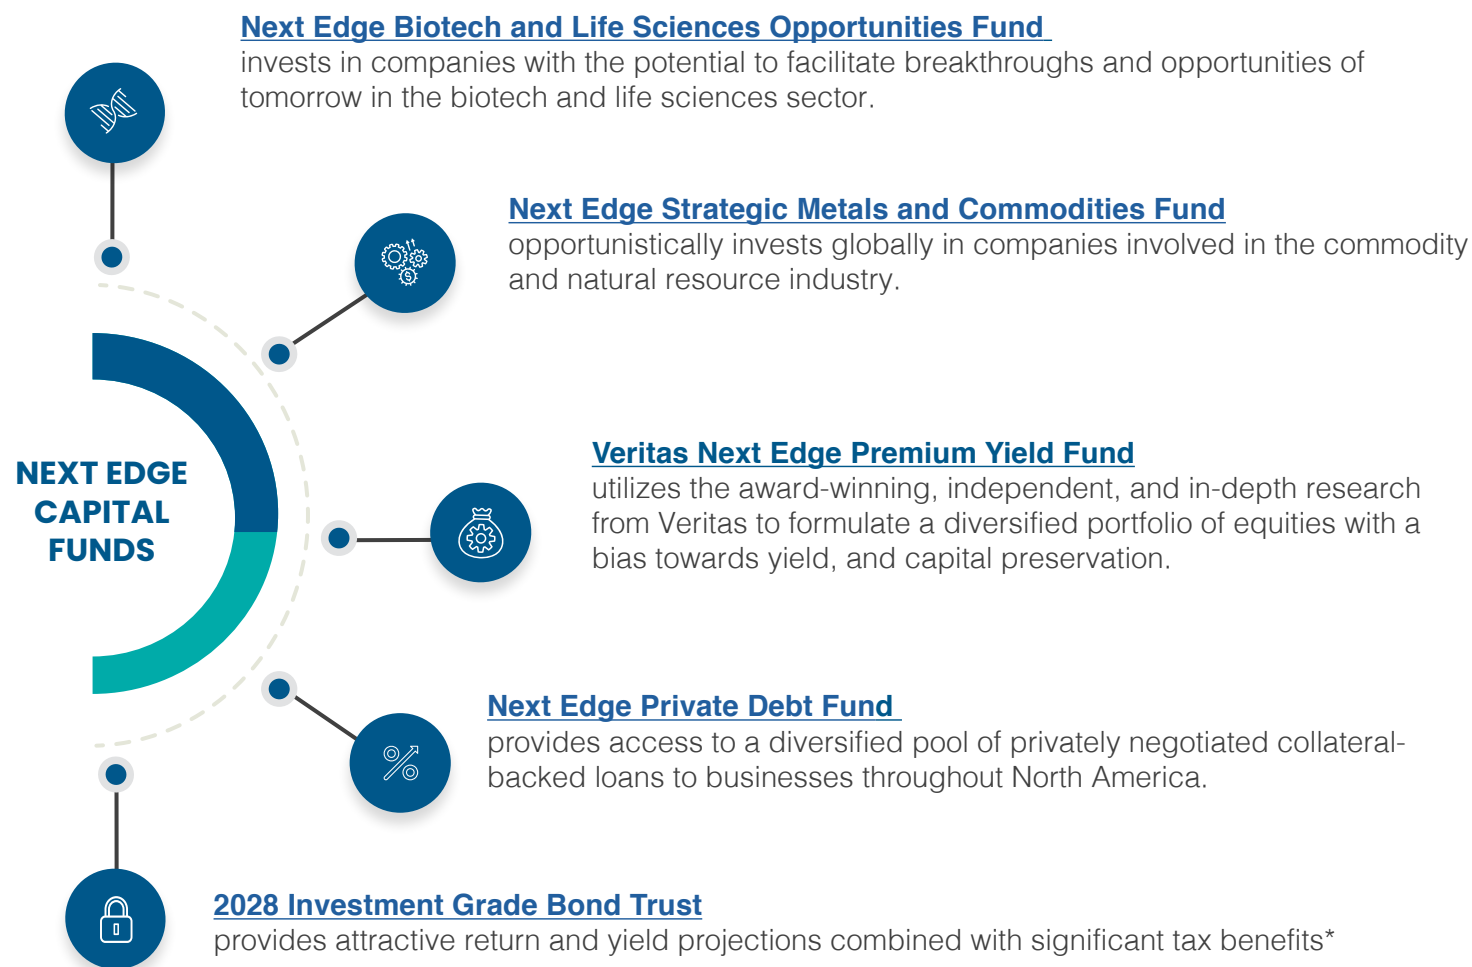 Next Edge Biotech and Life Sciences Opportunities Fund
invests in companies with the potential to facilitate breakthroughs and opportunities of
tomorrow in the biotech and life sciences sector.
Next Edge Strategic Metals and Commodities Fund
opportunistically invests globally in companies involved in the commodity
and natural resource industry.
NEXT EDGE
CAPITAL
FUNDS
Veritas Next Edge Premium Yield Fund
utilizes the award-winning, independent, and in-depth research
from Veritas to formulate a diversified portfolio of equities with a
bias towards yield, and capital preservation.
Next Edge Private Debt Fund
provides access to a diversified pool of privately negotiated collateral-
backed loans to businesses throughout North America.
2028 Investment Grade Bond Trust
provides attractive return and yield projections combined with significant tax benefits*